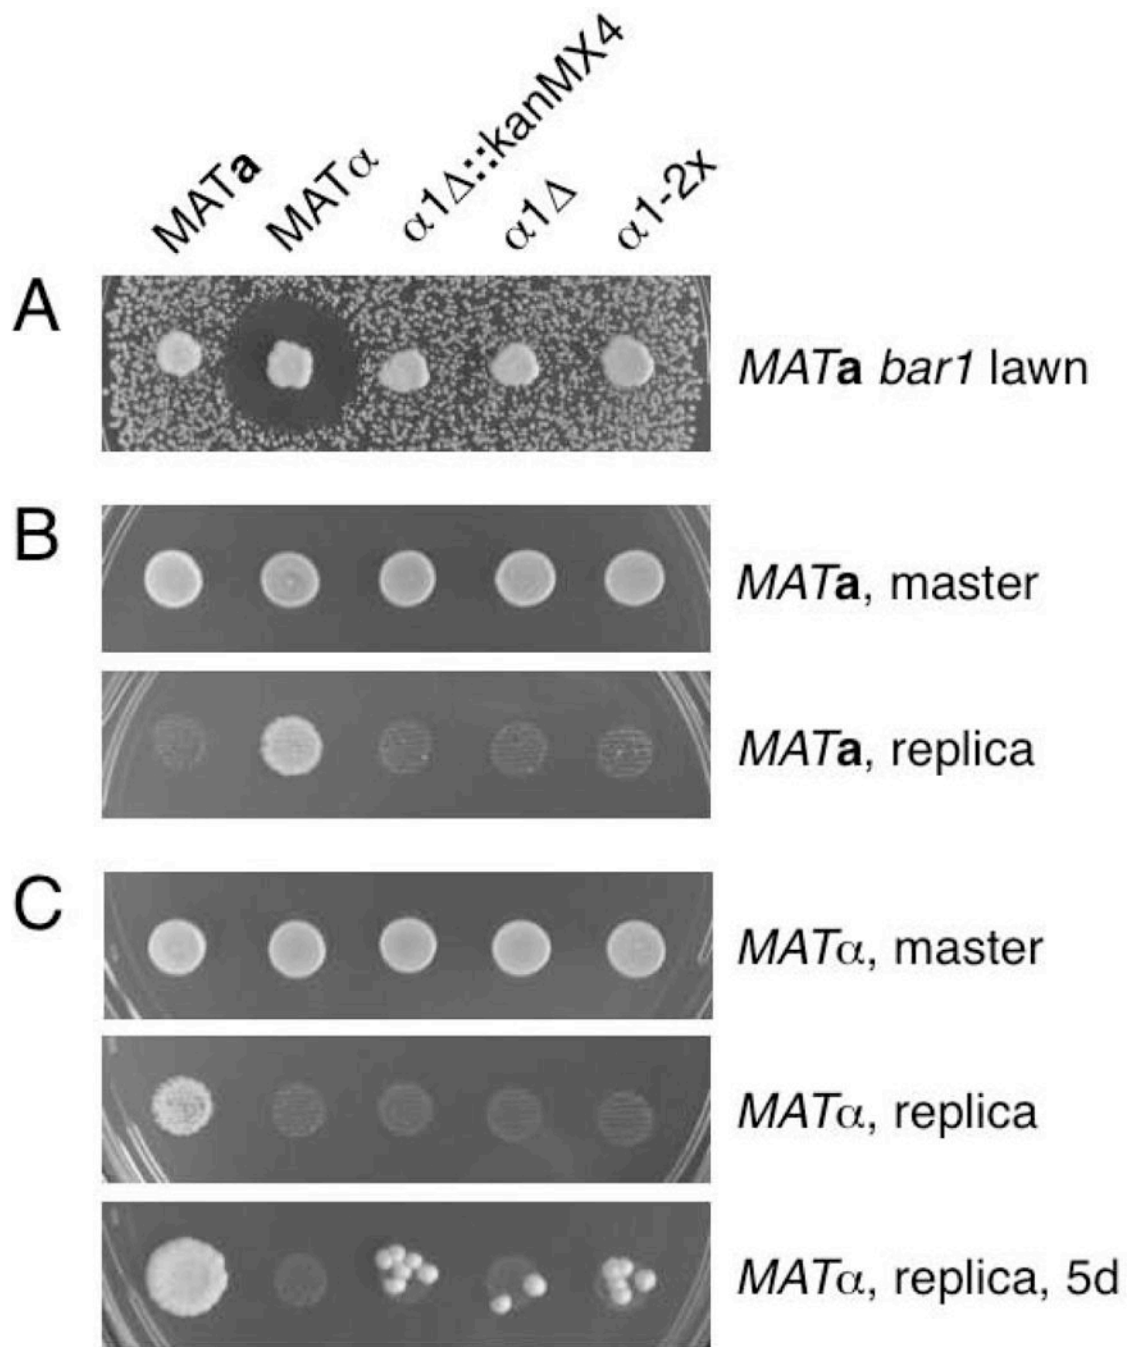 MATa
MATα
α1Δ::kanMX4
α1Δ
α1-2x
A
MATa bar1 lawn
B
MATa, master
MATa, replica
C
MATα, master
MATα, replica
MATα, replica, 5d